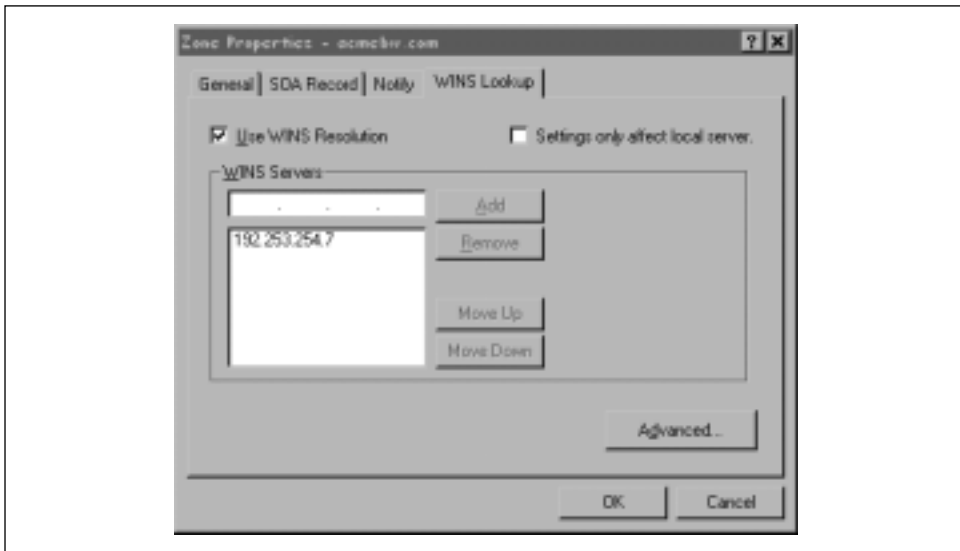 Zone Properties - acmebw.com
General SOA Record Notify WINS Lookup
Use WINS Resolution
Settings only affect local server.
WINS Servers
. . .
Add
192.253.254.7
Remove
Move Up
Move Down
Advanced...
OK Cancel